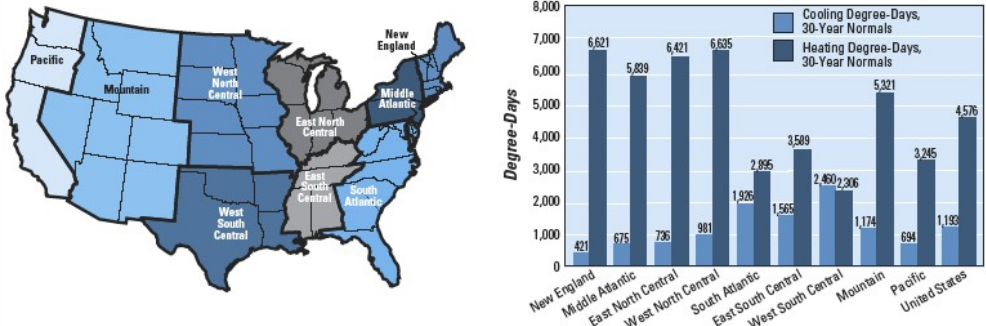 New
England
Pacific
Mountain
West
North
Central
Middle
Atlantic
East North
Central
East
South
Central
South
Atlantic
West
South
Central
8,000
7,000
6,000
5,000
4,000
3,000
2,000
1,000
0
Degree-Days
Cooling Degree-Days,
30-Year Normals
Heating Degree-Days,
30-Year Normals
421
6,621
675
5,839
736
6,421
981
6,635
1,926
2,895
1,565
3,589
2,460
2,306
1,174
5,321
694
3,245
1,193
4,576
New England
Middle Atlantic
East North Central
West North Central
South Atlantic
East South Central
West South Central
Mountain
Pacific
United States